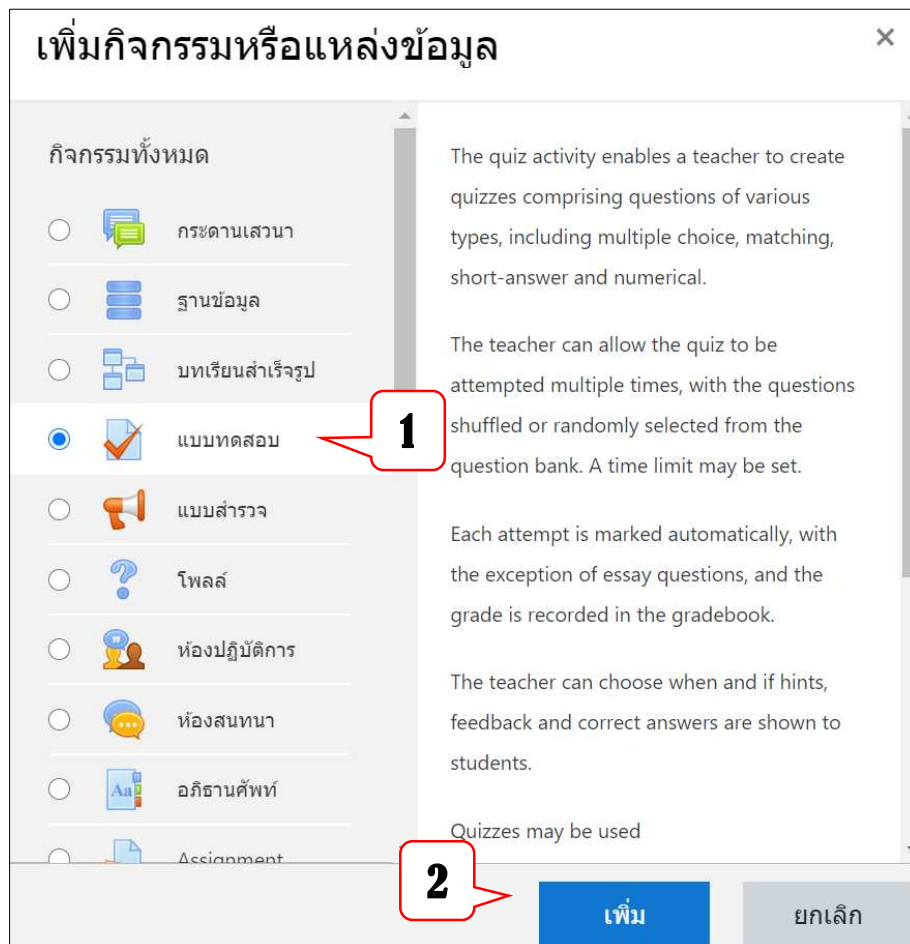 เพิ่มกิจกรรมหรือแหล่งข้อมูล
×
กิจกรรมทั้งหมด
กระดานเสวนา
ฐานข้อมูล
บทเรียนสำเร็จรูป
แบบทดสอบ
1
แบบสำรวจ
โพลล์
ห้องปฏิบัติการ
ห้องสนทนา
Aa
อภิธานศัพท์
Assignment
The quiz activity enables a teacher to create
quizzes comprising questions of various
types, including multiple choice, matching,
short-answer and numerical.
The teacher can allow the quiz to be
attempted multiple times, with the questions
shuffled or randomly selected from the
question bank. A time limit may be set.
Each attempt is marked automatically, with
the exception of essay questions, and the
grade is recorded in the gradebook.
The teacher can choose when and if hints,
feedback and correct answers are shown to
students.
Quizzes may be used
2
เพิ่ม
ยกเลิก